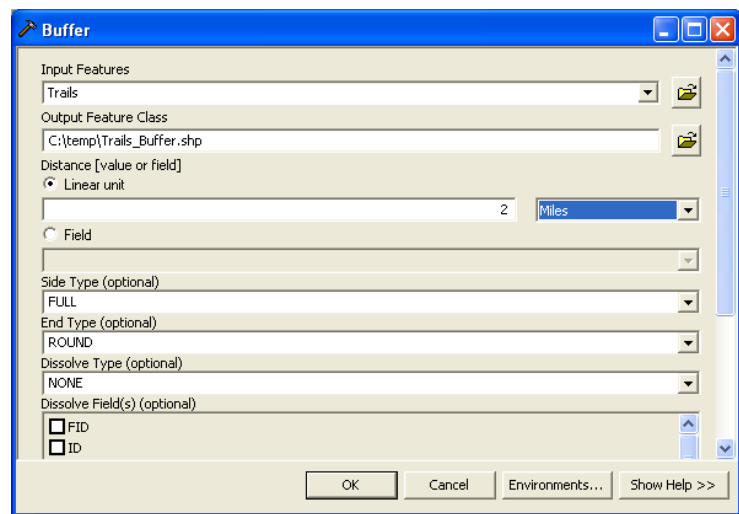 Buffer
Input Features
Trails
Output Feature Class
C:\temp\Trails_Buffer.shp
Distance [value or field]
Linear unit
2 Miles
Field
Side Type (optional)
FULL
End Type (optional)
ROUND
Dissolve Type (optional)
NONE
Dissolve Field(s) (optional)
FID
ID
OK Cancel Environments... Show Help >>